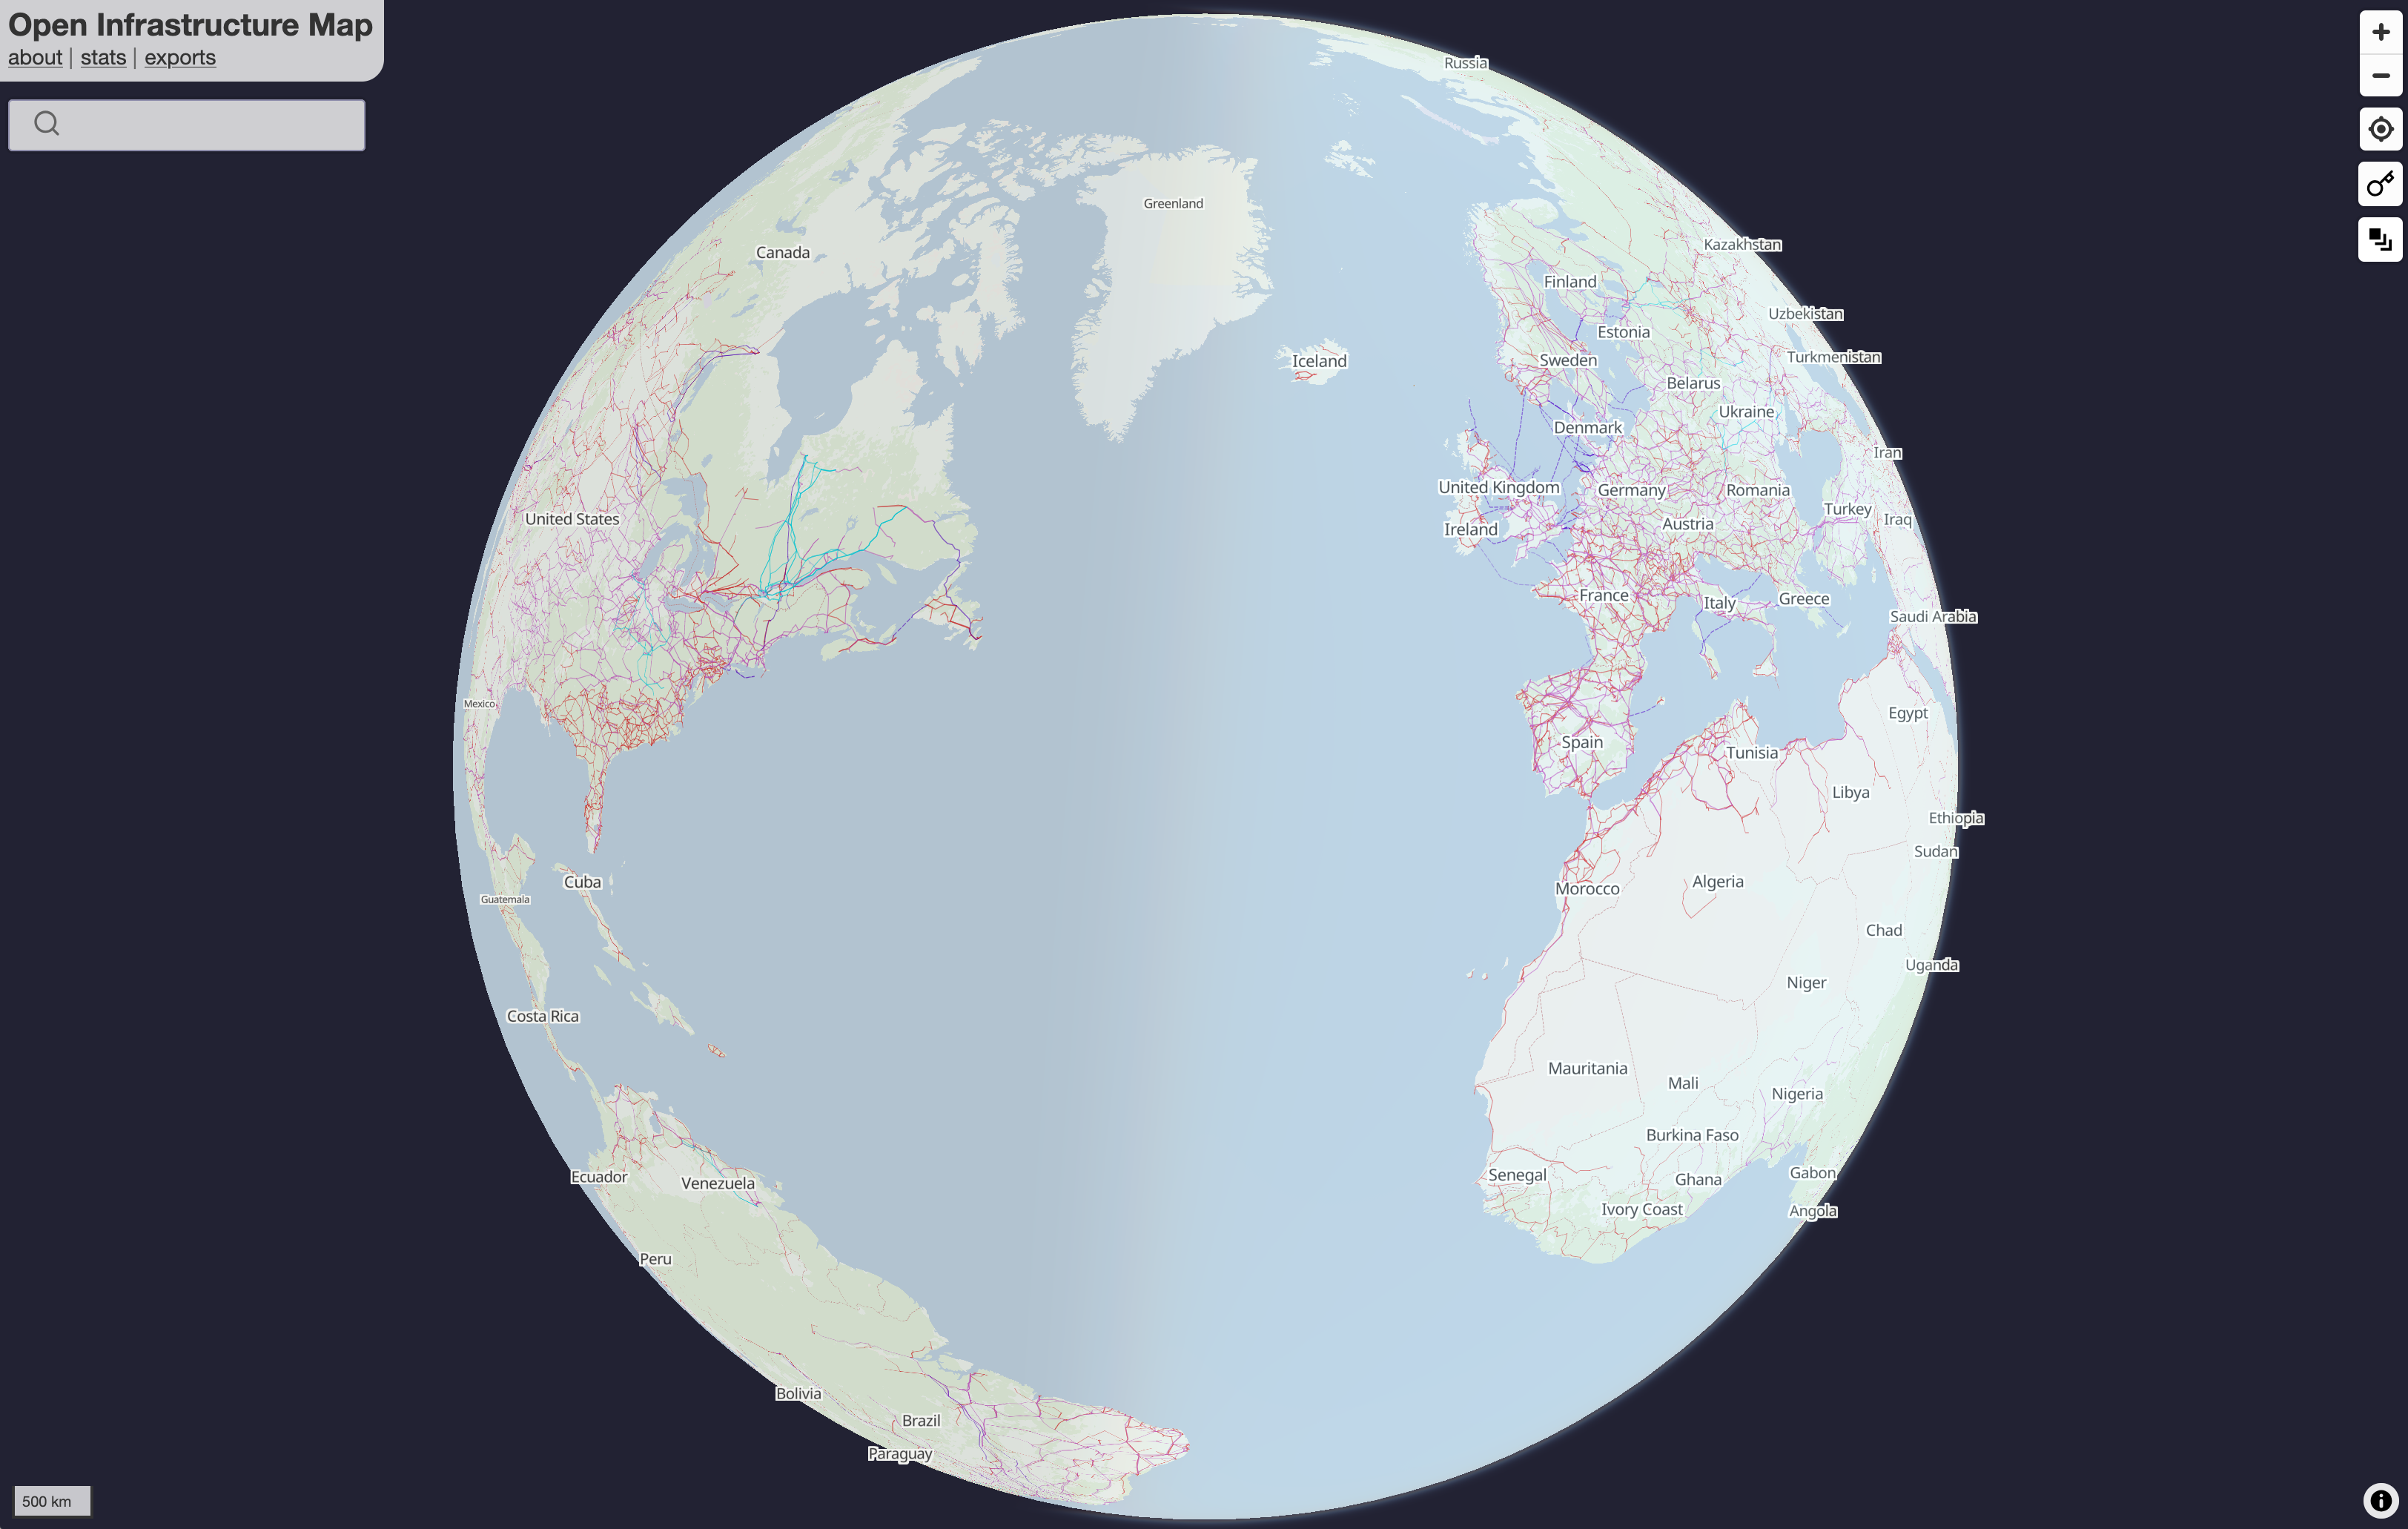 Open Infrastructure Map
about | stats | exports
Russia
Greenland
Canada
Kazakhstan
Finland
Uzbekistan
Estonia
Turkmenistan
Iceland
Sweden
Belarus
Ukraine
Denmark
Iran
United Kingdom
Germany
Romania
Turkey
United States
Iraq
Austria
Ireland
France
Italy
Greece
Saudi Arabia
Mexico
Egypt
Spain
Tunisia
Libya
Ethiopia
Sudan
Cuba
Algeria
Morocco
Guatemala
Chad
Uganda
Niger
Costa Rica
Mauritania
Mali
Nigeria
Burkina Faso
Gabon
Senegal
Ecuador
Ghana
Venezuela
Ivory Coast
Angola
Peru
Bolivia
Brazil
Paraguay
500 km